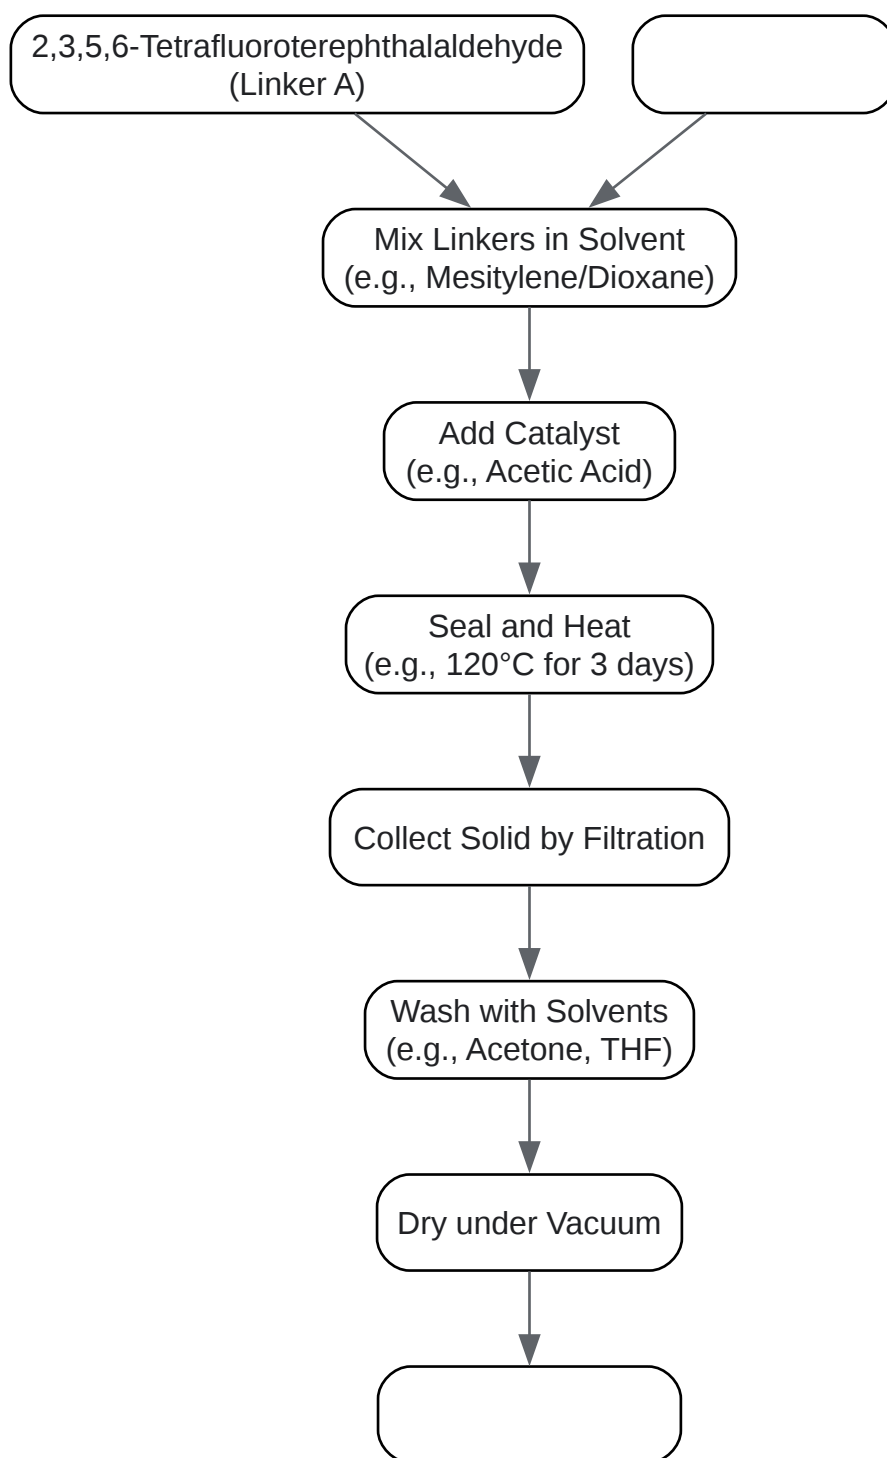 2,3,5,6-Tetrafluoroterephthalaldehyde
(Linker A)
Mix Linkers in Solvent
(e.g., Mesitylene/Dioxane)
Add Catalyst
(e.g., Acetic Acid)
Seal and Heat
(e.g., 120°C for 3 days)
Collect Solid by Filtration
Wash with Solvents
(e.g., Acetone, THF)
Dry under Vacuum